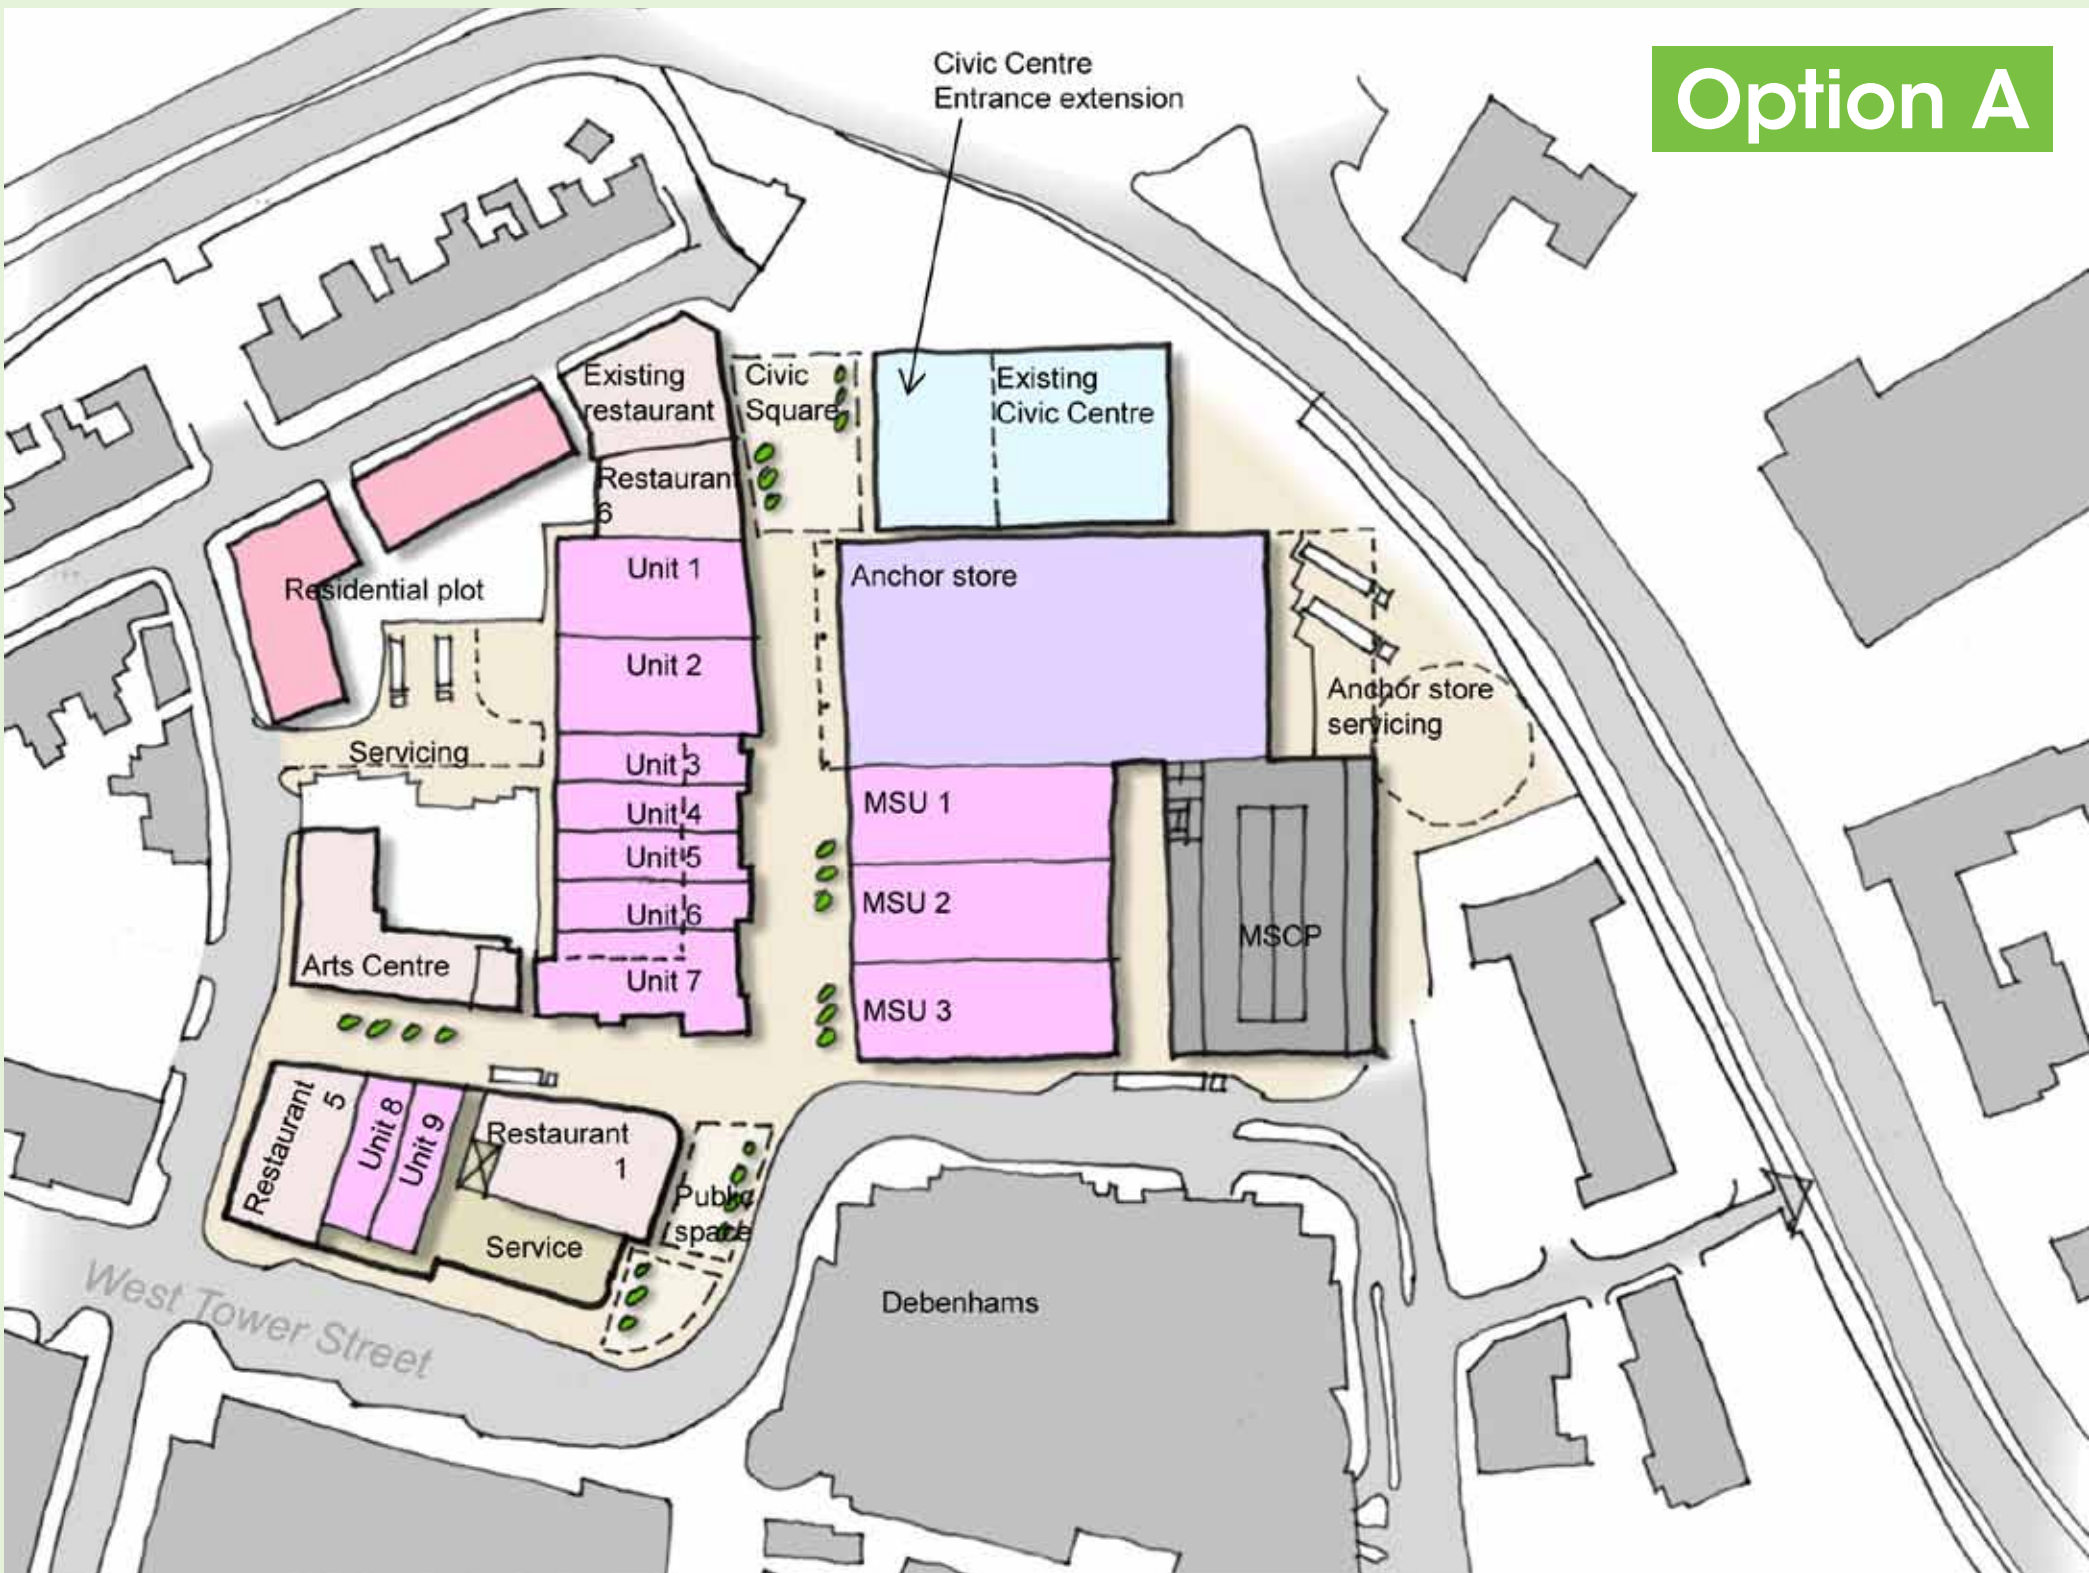 Civic Centre
Entrance extension
Option A
Existing
restaurant
Civic
Square
Existing
Civic Centre
Restaurant
6
Unit 1
Anchor store
Residential plot
Unit 2
Anchor store
servicing
Servicing
Unit 3
MSU 1
Unit 4
Unit 5
MSU 2
Unit 6
MSCP
Arts Centre
Unit 7
MSU 3
Restaurant
5
Unit 8
Unit 9
Restaurant
1
Public
space
Service
West Tower Street
Debenhams